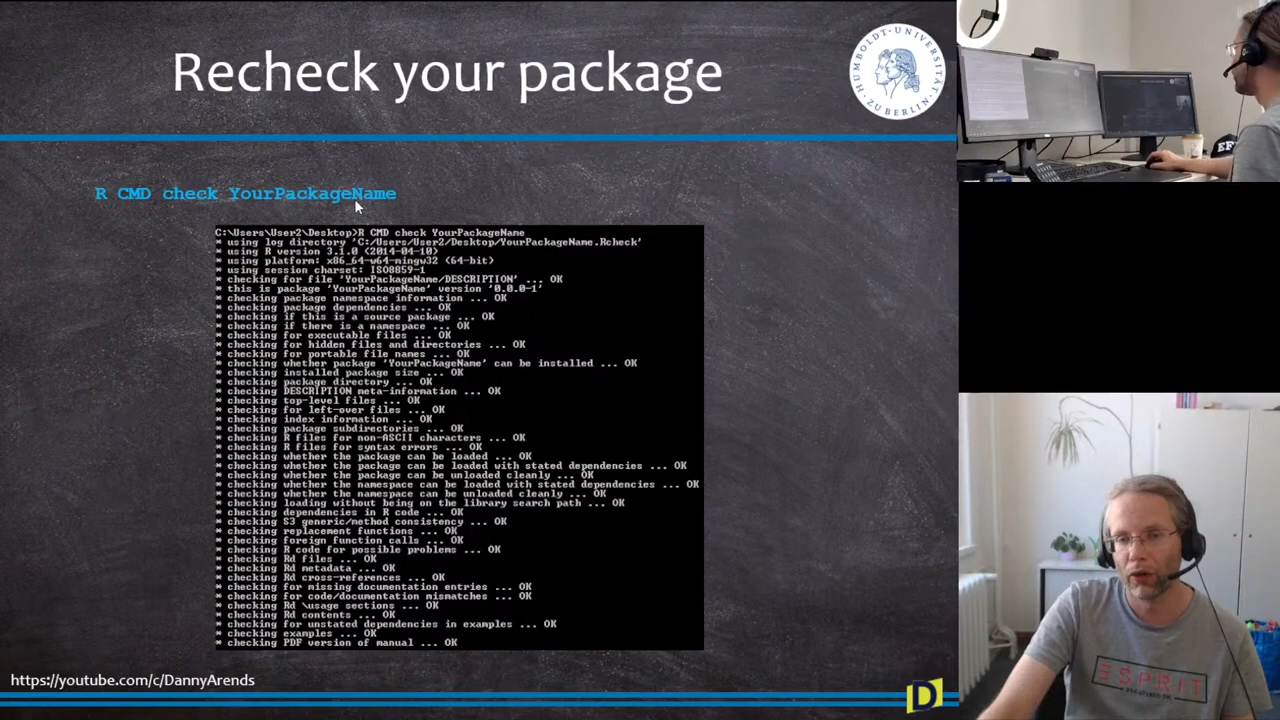 Recheck your package
HUMBOLDT-UNIVERSITÄT ZU BERLIN
R CMD check YourPackageName
C:\Users\User2\Desktop>R CMD check YourPackageName
* using log directory 'C:/Users/User2/Desktop/YourPackageName.Rcheck'
* using R version 3.1.0 (2014-04-10)
* using platform: x86_64-w64-mingw32 (64-bit)
* using session charset: ISO8859-1
* checking for file 'YourPackageName/DESCRIPTION' ... OK
* this is package 'YourPackageName' version '0.0.0-1'
* checking package namespace information ... OK
* checking package dependencies ... OK
* checking if this is a source package ... OK
* checking if there is a namespace ... OK
* checking for executable files ... OK
* checking for hidden files and directories ... OK
* checking for portable file names ... OK
* checking whether package 'YourPackageName' can be installed ... OK
* checking installed package size ... OK
* checking package directory ... OK
* checking DESCRIPTION meta-information ... OK
* checking top-level files ... OK
* checking for left-over files ... OK
* checking index information ... OK
* checking package subdirectories ... OK
* checking R files for non-ASCII characters ... OK
* checking R files for syntax errors ... OK
* checking whether the package can be loaded ... OK
* checking whether the package can be loaded with stated dependencies ... OK
* checking whether the package can be unloaded cleanly ... OK
* checking whether the namespace can be loaded with stated dependencies ... OK
* checking whether the namespace can be unloaded cleanly ... OK
* checking loading without being on the library search path ... OK
* checking dependencies in R code ... OK
* checking S3 generic/method consistency ... OK
* checking replacement functions ... OK
* checking foreign function calls ... OK
* checking R code for possible problems ... OK
* checking Rd files ... OK
* checking Rd metadata ... OK
* checking Rd cross-references ... OK
* checking for missing documentation entries ... OK
* checking for code/documentation mismatches ... OK
* checking Rd \usage sections ... OK
* checking Rd contents ... OK
* checking for unstated dependencies in examples ... OK
* checking examples ... OK
* checking PDF version of manual ... OK
https://youtube.com/c/DannyArends
D
ESPRIT